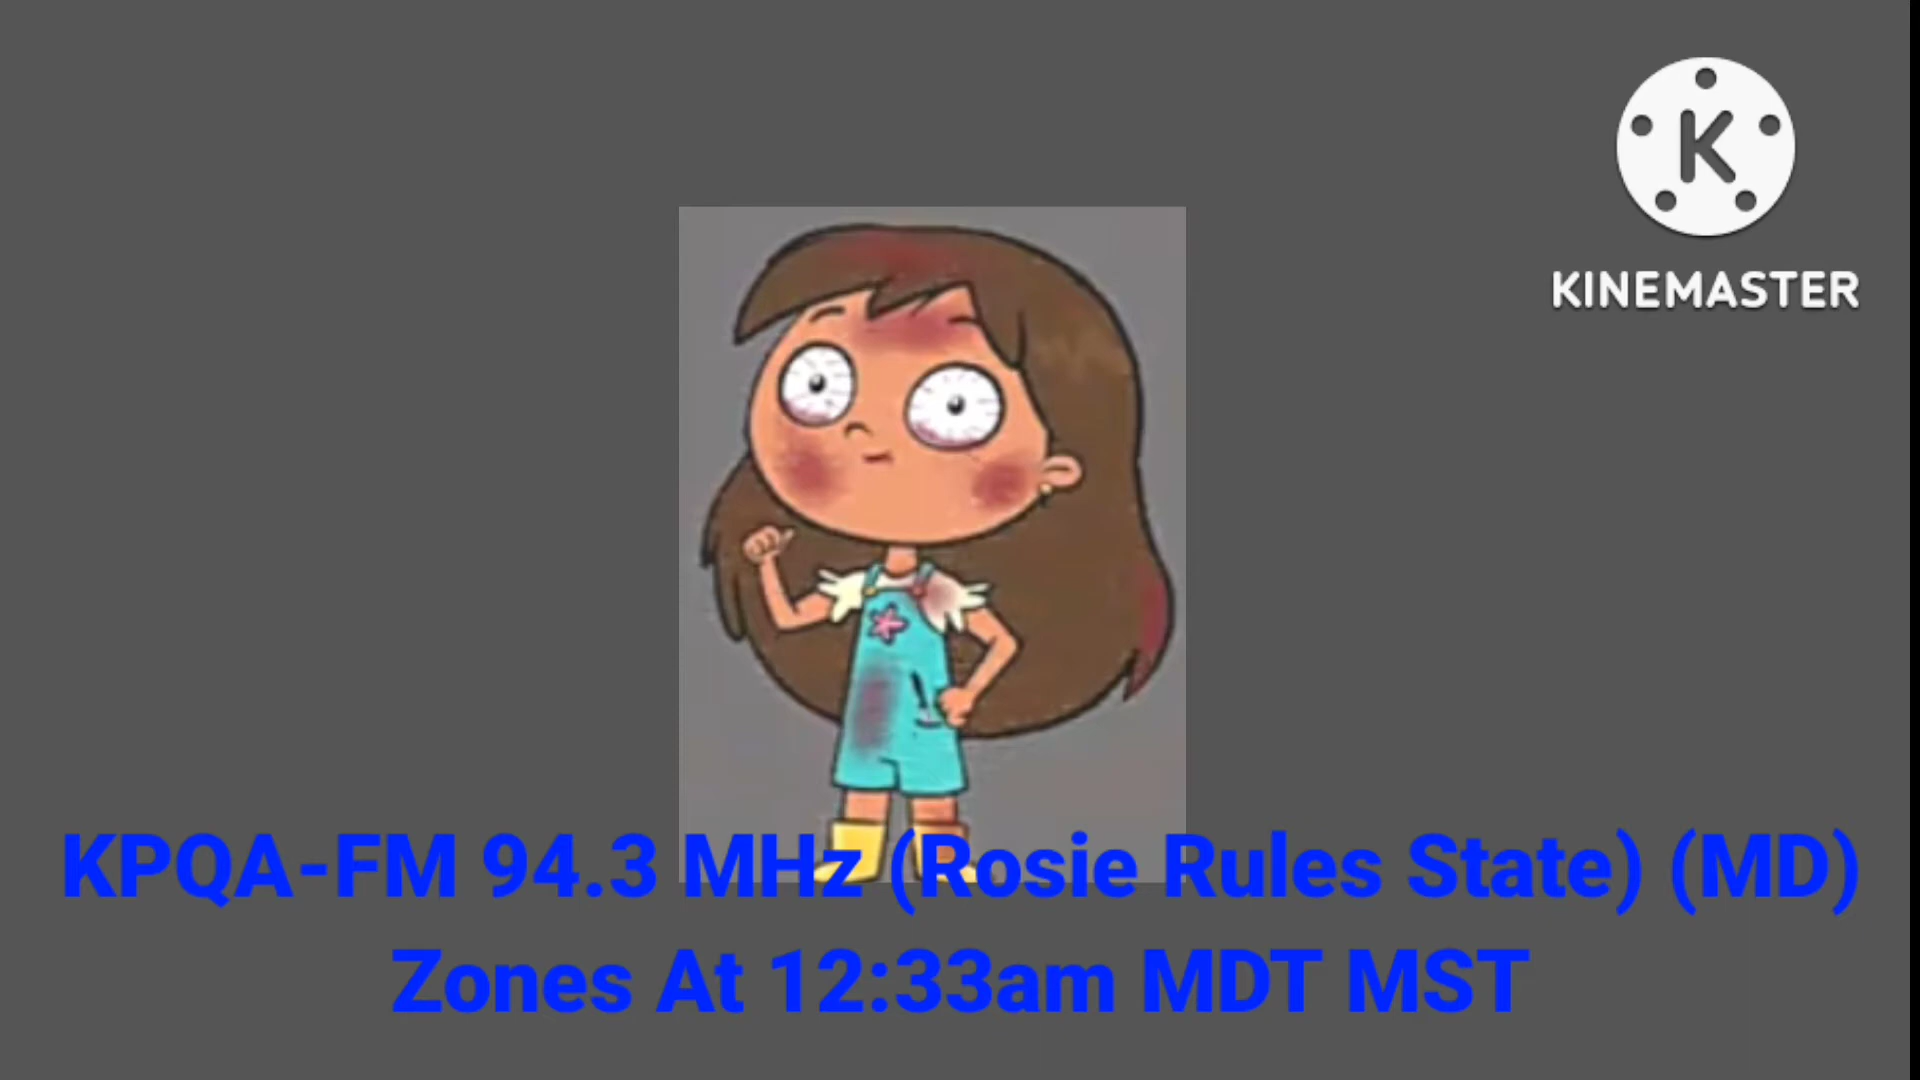 K
KINEMASTER
KPQA-FM 94.3 MHz (Rosie Rules State) (MD)
Zones At 12:33am MDT MST